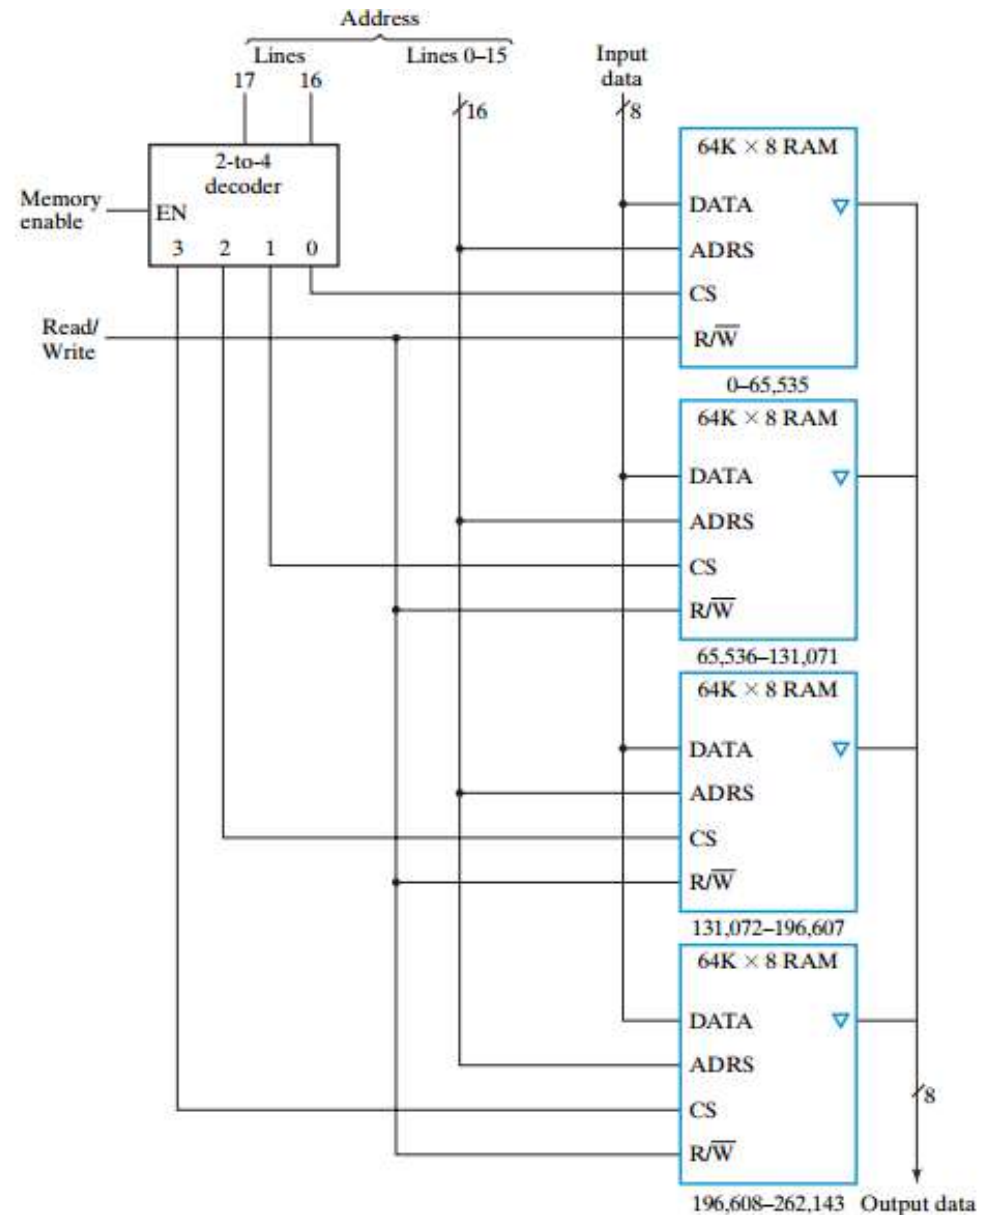 Address
Lines
Lines 0–15
Input
data
17 16
16
8
2-to-4
decoder
Memory
enable
EN
3 2 1 0
Read/
Write
64K × 8 RAM
DATA
ADRS
CS
R/W̅
0–65,535
64K × 8 RAM
DATA
ADRS
CS
R/W̅
65,536–131,071
64K × 8 RAM
DATA
ADRS
CS
R/W̅
131,072–196,607
64K × 8 RAM
DATA
ADRS
CS
R/W̅
8
196,608–262,143
Output data